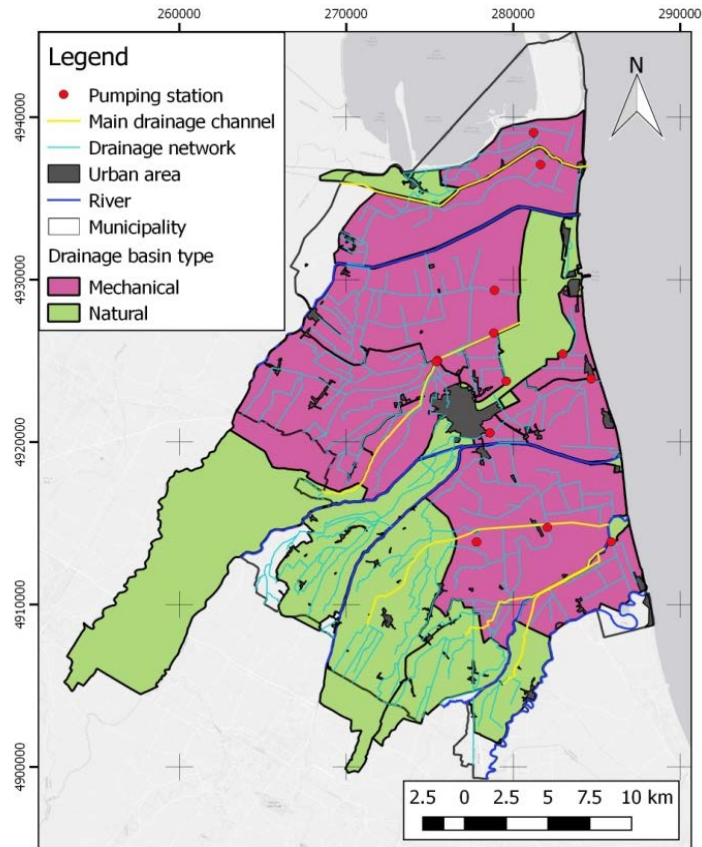 260000 270000 280000 290000
Legend
Pumping station
Main drainage channel
Drainage network
Urban area
River
Municipality
Drainage basin type
Mechanical
Natural
N
4940000
4930000
4920000
4910000
4900000
2.5 0 2.5 5 7.5 10 km